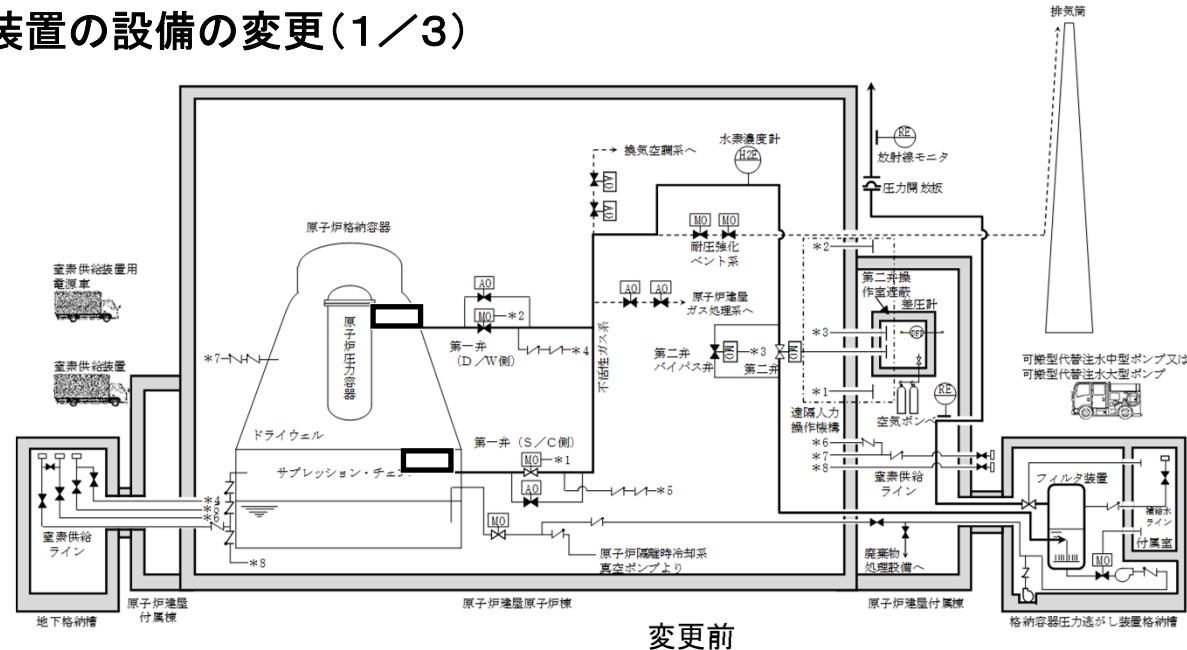 装置の設備の変更(1/3)
排気筒
水素濃度計
H2E
換気空調系へ
RE
放射線モニタ
AO
AO
圧力開放板
原子炉格納容器
MO
MO
耐圧強化
ベント系
*2
窒素供給装置用
電源車
AO
AO
AO
原子炉建屋
ガス処理系へ
第二弁操
作室遮蔽
差圧計
DPI
MO
*2
原子炉圧力容器
不活性ガス系
*3
*7
*4
第一弁
(D/W側)
第二弁
バイパス弁
MO
*3
第二弁
MO
窒素供給装置
可搬型代替注水中型ポンプ又は
可搬型代替注水大型ポンプ
*1
RE
空気ボンベ
遠隔人力
操作機構
ドライウェル
第一弁(S/C側)
*6
*7
*8
MO
*1
サプレッション・チェン
AO
*5
窒素供給
ライン
フィルタ装置
*4
窒素供給
ライン
補給水
ライン
付属室
MO
MO
*8
原子炉隔離時冷却系
真空ポンプより
廃棄物
処理設備へ
地下格納槽
原子炉建屋
付属棟
原子炉建屋原子炉棟
原子炉建屋付属棟
格納容器圧力逃がし装置格納槽
変更前